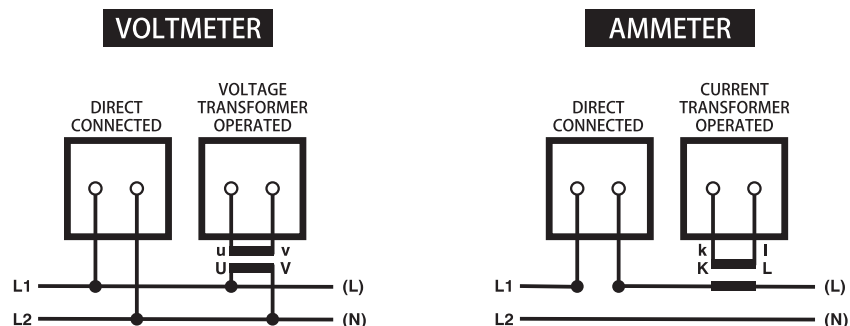 VOLTMETER
DIRECT
CONNECTED
VOLTAGE
TRANSFORMER
OPERATED
u v
U V
L1 (L)
L2 (N)
AMMETER
DIRECT
CONNECTED
CURRENT
TRANSFORMER
OPERATED
k l
K L
L1 (L)
L2 (N)